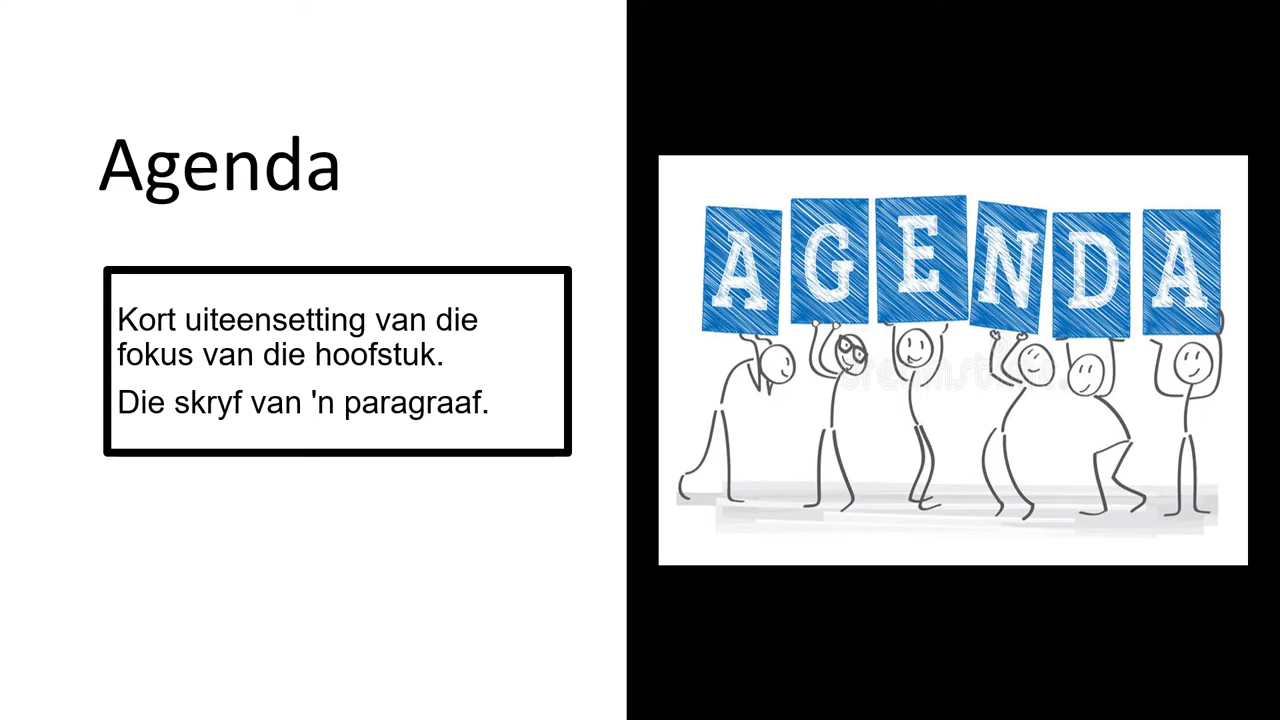 Agenda
Kort uiteensetting van die
fokus van die hoofstuk.
Die skryf van 'n paragraaf.
AGENDA